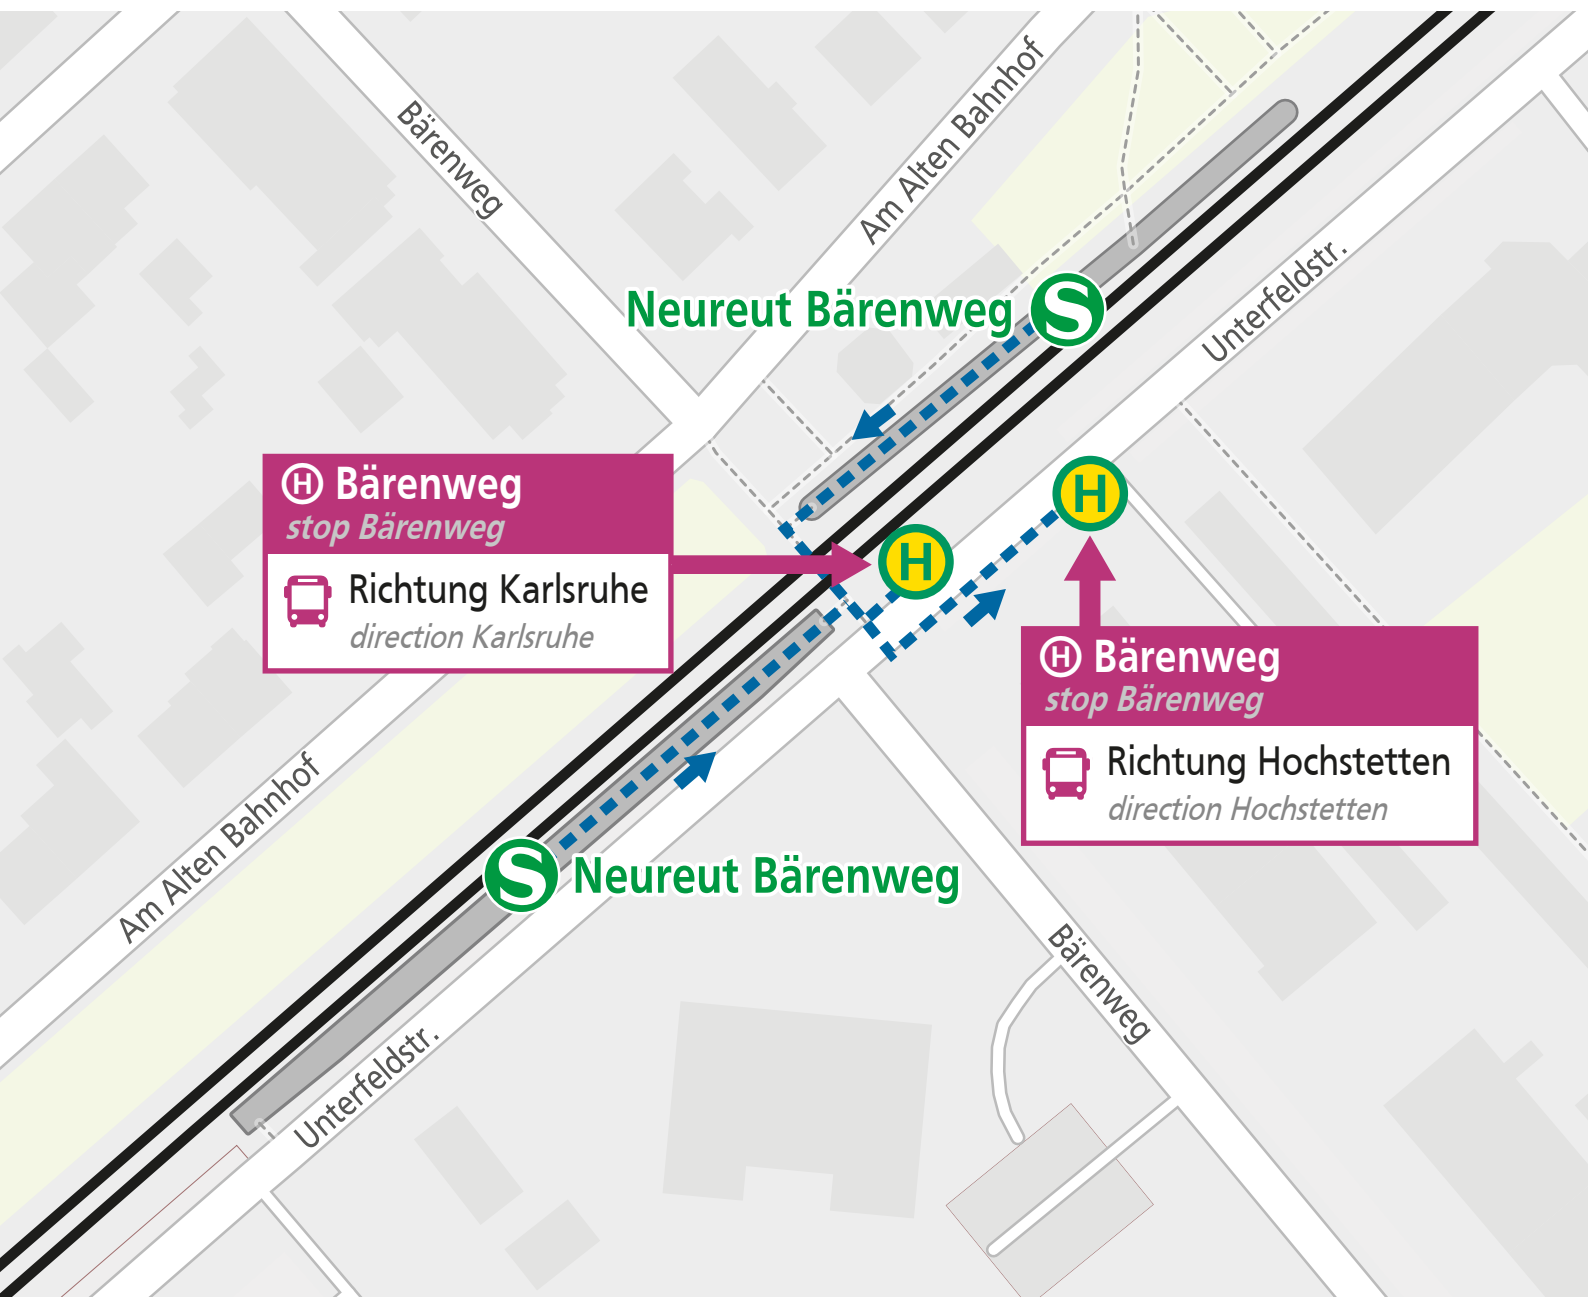 Bärenweg
Am Alten Bahnhof
Unterfeldstr.
Neureut Bärenweg S
H Bärenweg
stop Bärenweg
Richtung Karlsruhe
direction Karlsruhe
H
H
H Bärenweg
stop Bärenweg
Richtung Hochstetten
direction Hochstetten
Am Alten Bahnhof
S Neureut Bärenweg
Unterfeldstr.
Bärenweg